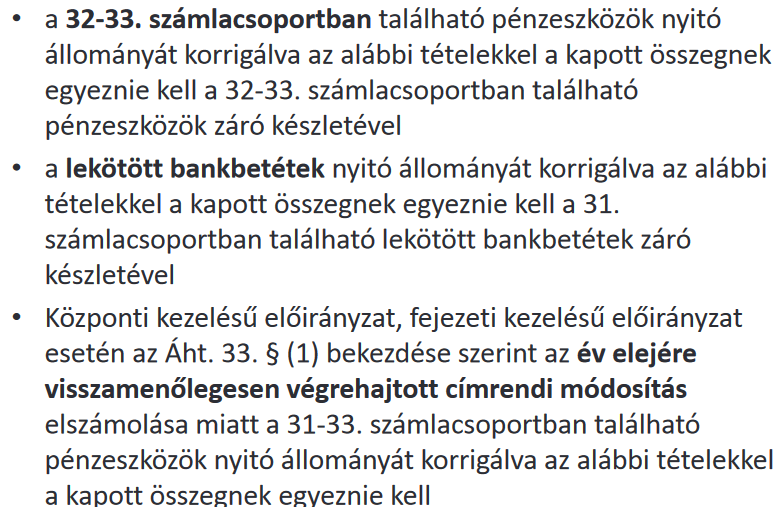 • a 32-33. számlacsoportban található pénzeszközök nyitó
állományát korrigálva az alábbi tételekkel a kapott összegnek
egyeznie kell a 32-33. számlacsoportban található
pénzeszközök záró készletével
• a lekötött bankbetétek nyitó állományát korrigálva az alábbi
tételekkel a kapott összegnek egyeznie kell a 31.
számlacsoportban található lekötött bankbetétek záró
készletével
• Központi kezelésű előirányzat, fejezeti kezelésű előirányzat
esetén az Áht. 33. § (1) bekezdése szerint az év elejére
visszamenőlegesen végrehajtott címrendi módosítás
elszámolása miatt a 31-33. számlacsoportban található
pénzeszközök nyitó állományát korrigálva az alábbi tételekkel
a kapott összegnek egyeznie kell